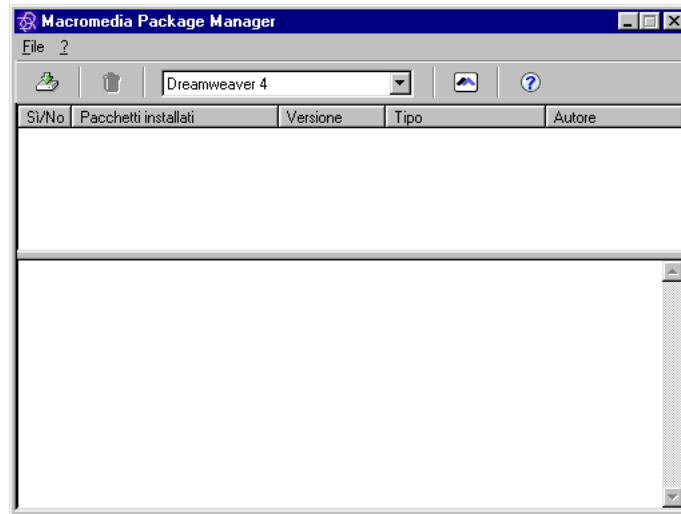 Macromedia Package Manager
File ?
Dreamweaver 4
Sì/No Pacchetti installati Versione Tipo Autore